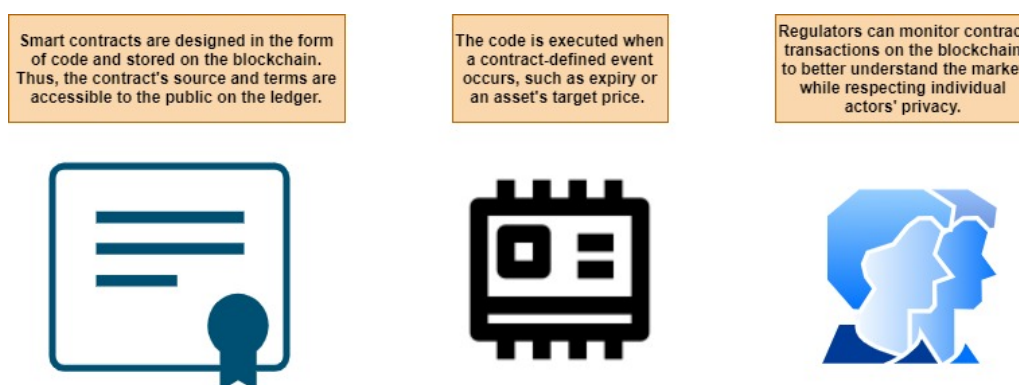 Smart contracts are designed in the form
of code and stored on the blockchain.
Thus, the contract's source and terms are
accessible to the public on the ledger.
The code is executed when
a contract-defined event
occurs, such as expiry or
an asset's target price.
Regulators can monitor contrac
transactions on the blockchain
to better understand the marke
while respecting individual
actors' privacy.